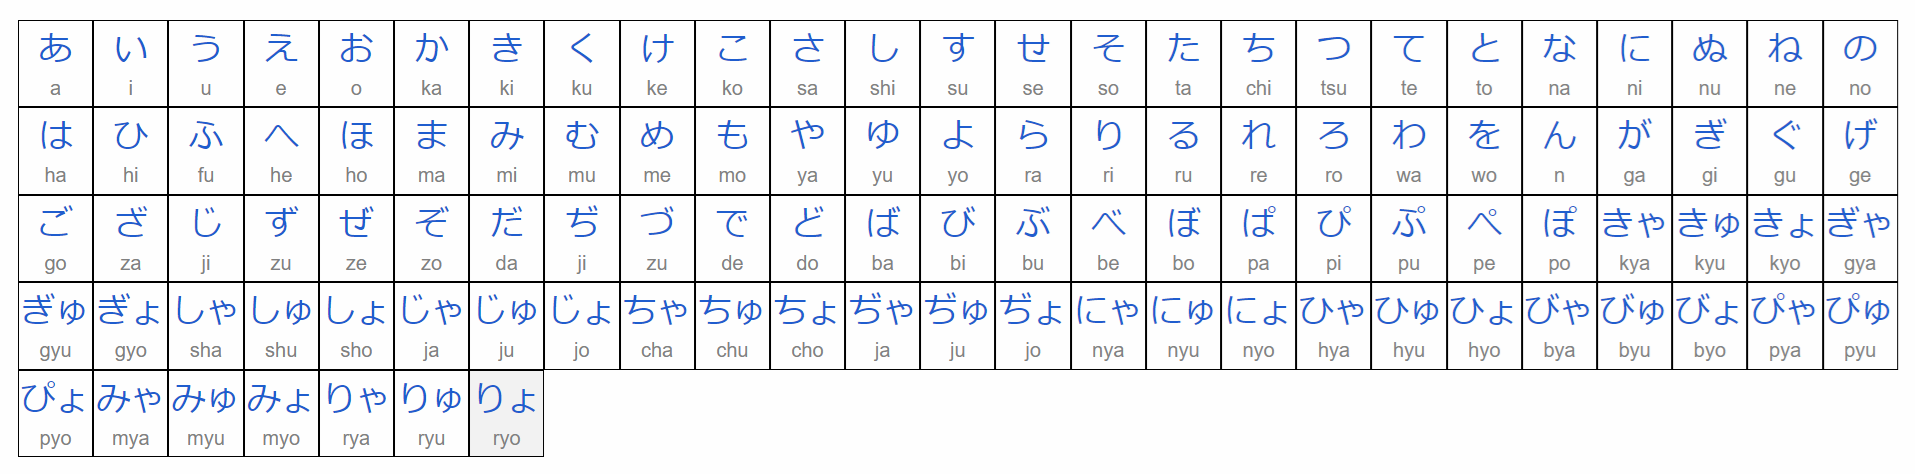 あ い う え お か き く け こ さ し す せ そ た ち つ て と な に ぬ ね の
a i u e o ka ki ku ke ko sa shi su se so ta chi tsu te to na ni nu ne no
は ひ ふ へ ほ ま み む め も や ゆ よ ら り る れ ろ わ を ん が ぎ ぐ げ
ha hi fu he ho ma mi mu me mo ya yu yo ra ri ru re ro wa wo n ga gi gu ge
ご ざ じ ず ぜ ぞ だ ぢ づ で ど ば び ぶ べ ぼ ぱ ぴ ぷ ぺ ぽ きゃ きゅ きょ ぎゃ
go za ji zu ze zo da ji zu de do ba bi bu be bo pa pi pu pe po kya kyu kyo gya
ぎゅ ぎょ しゃ しゅ しょ じゃ じゅ じょ ちゃ ちゅ ちょ ぢゃ ぢゅ ぢょ にゃ にゅ にょ ひゃ ひゅ ひょ びゃ びゅ びょ ぴゃ ぴゅ
gyu gyo sha shu sho ja ju jo cha chu cho ja ju jo nya nyu nyo hya hyu hyo bya byu byo pya pyu
ぴょ みゃ みゅ みょ りゃ りゅ りょ
pyo mya myu myo rya ryu ryo